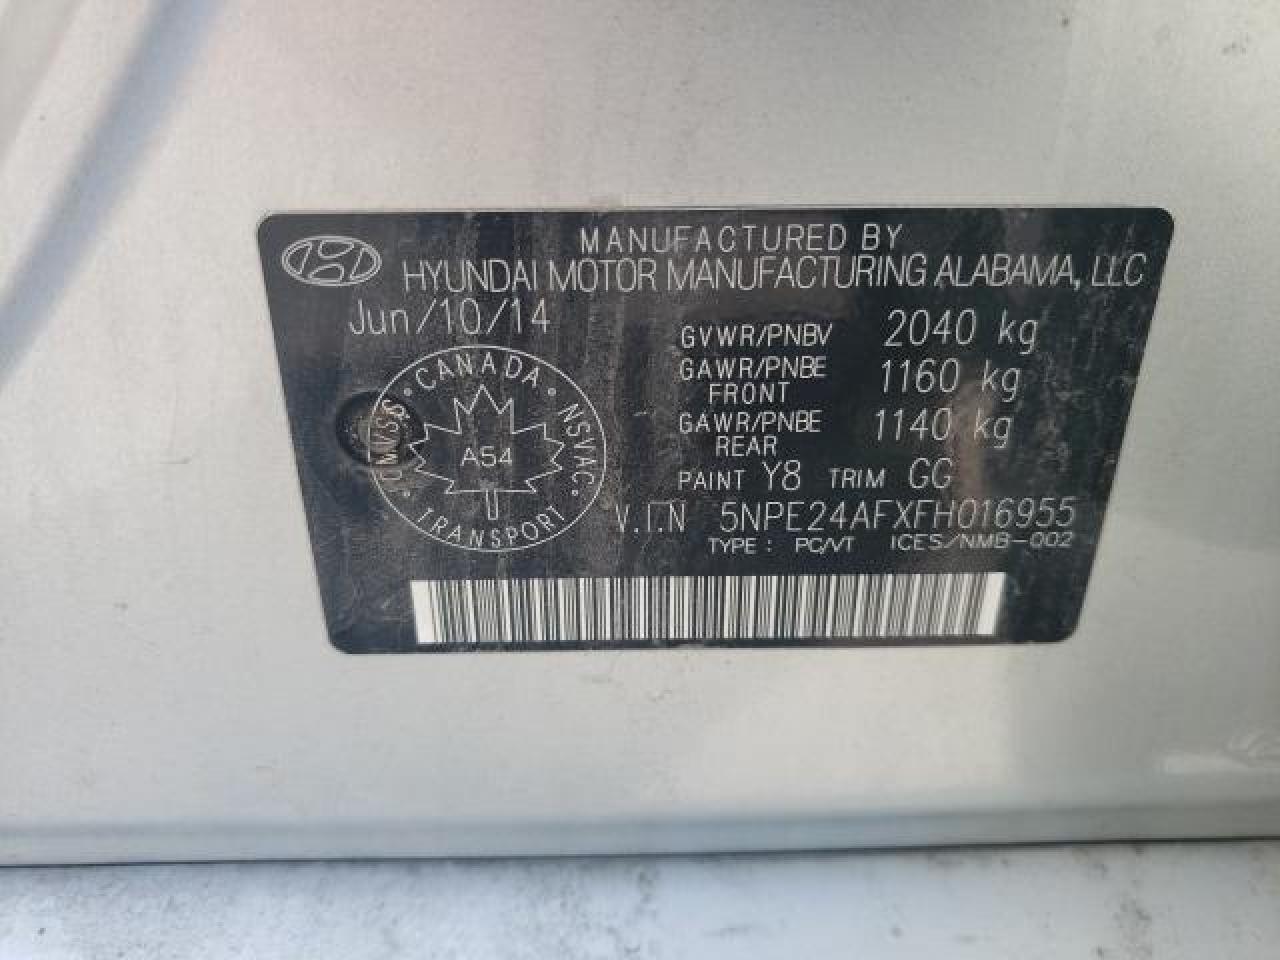 MANUFACTURED BY
HYUNDAI MOTOR MANUFACTURING ALABAMA, LLC
Jun/10/14
GVWR/PNBV 2040 kg
GAWR/PNBE FRONT 1160 kg
GAWR/PNBE REAR 1140 kg
PAINT Y8 TRIM GG
V.I.N 5NPE24AFXFH016955
TYPE : PC/VT ICES/NMB-002
CANADA
NSVAC
TRANSPORT
CMVSS
A54